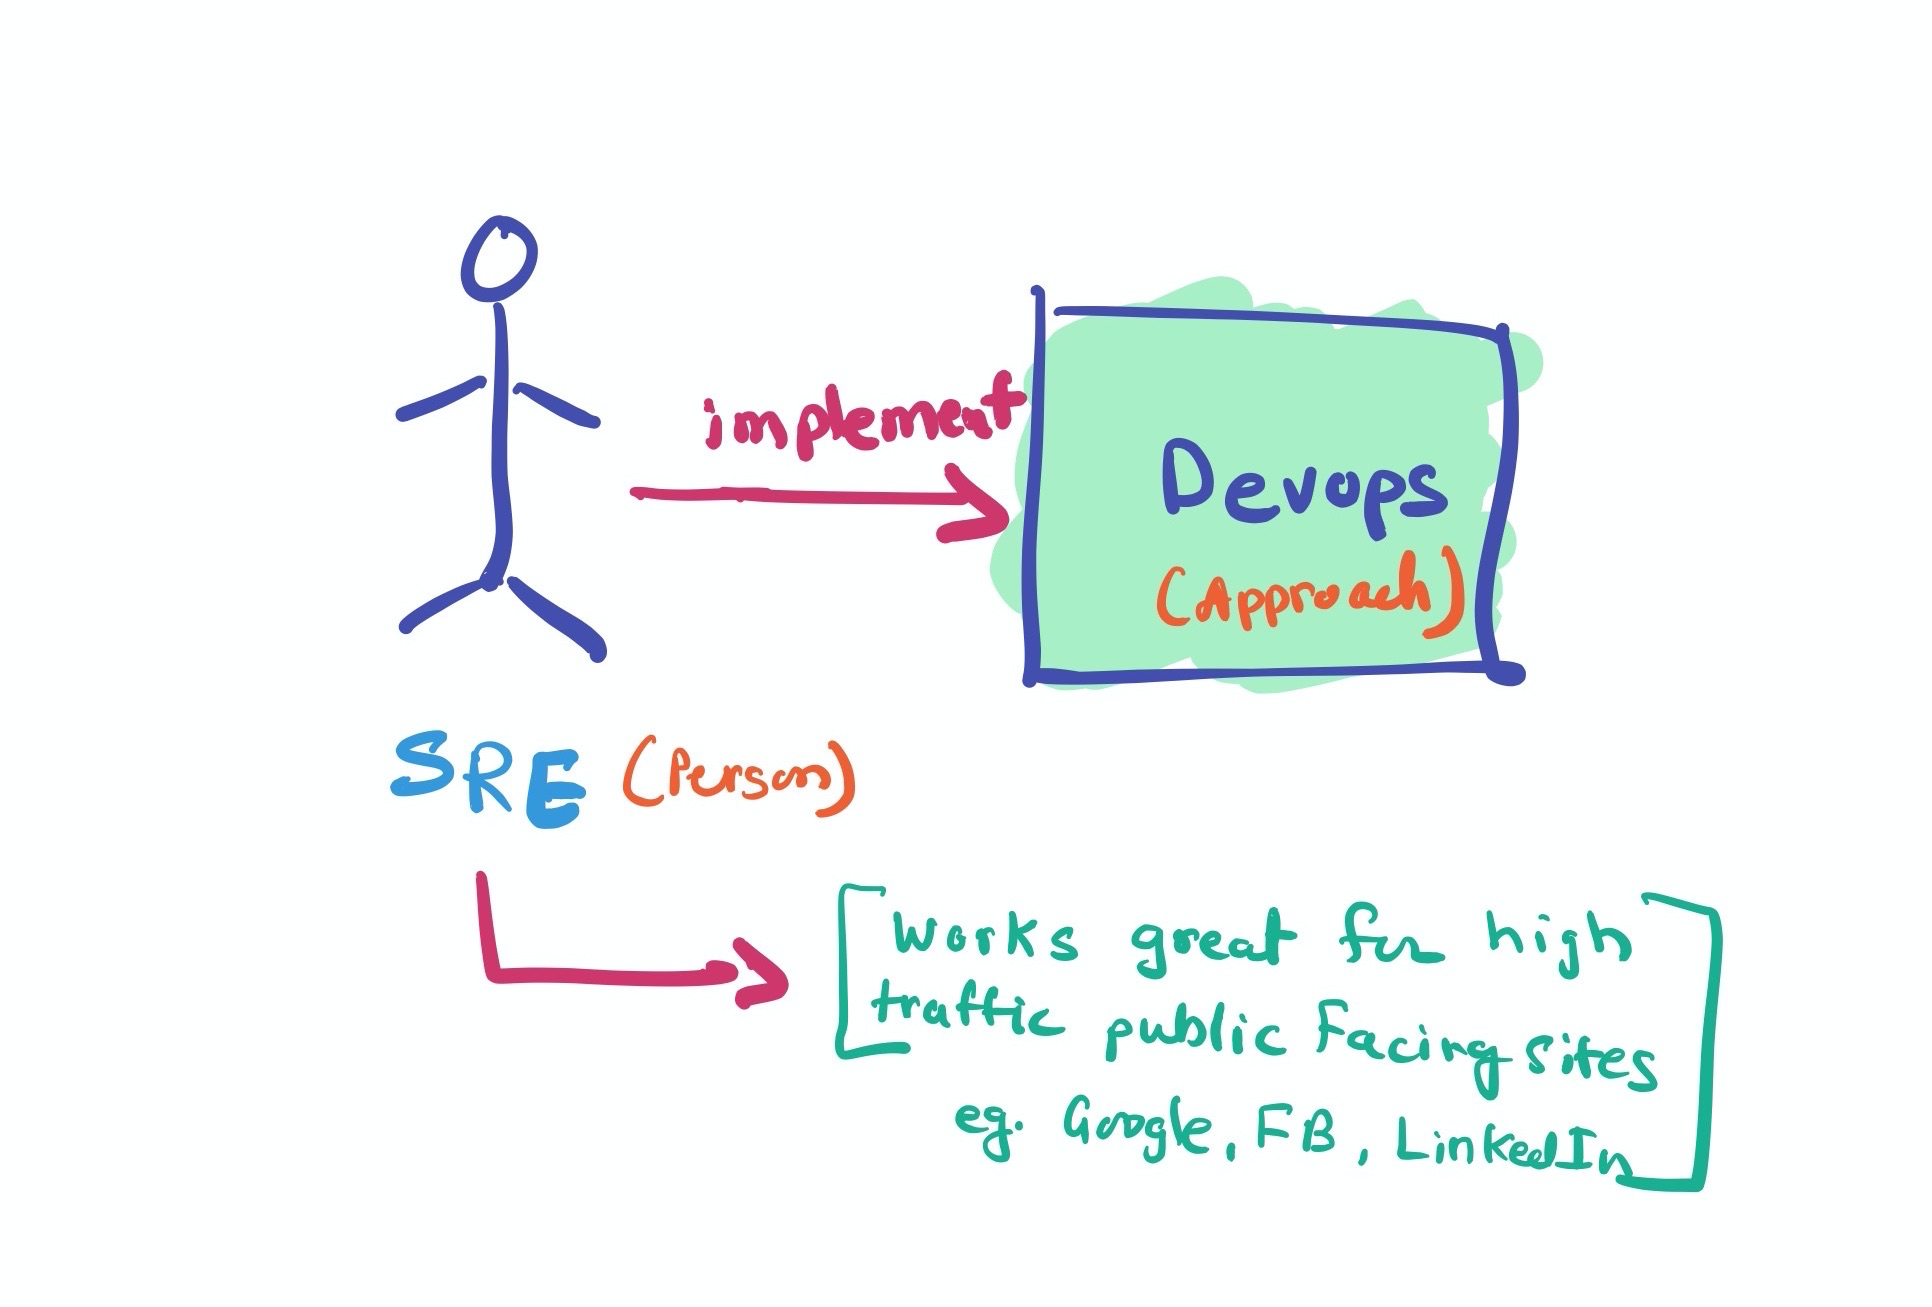 implement
Devops
(Approach)
SRE (Person)
Works great for high
traffic public Facing sites
eg. Google, FB, LinkedIn